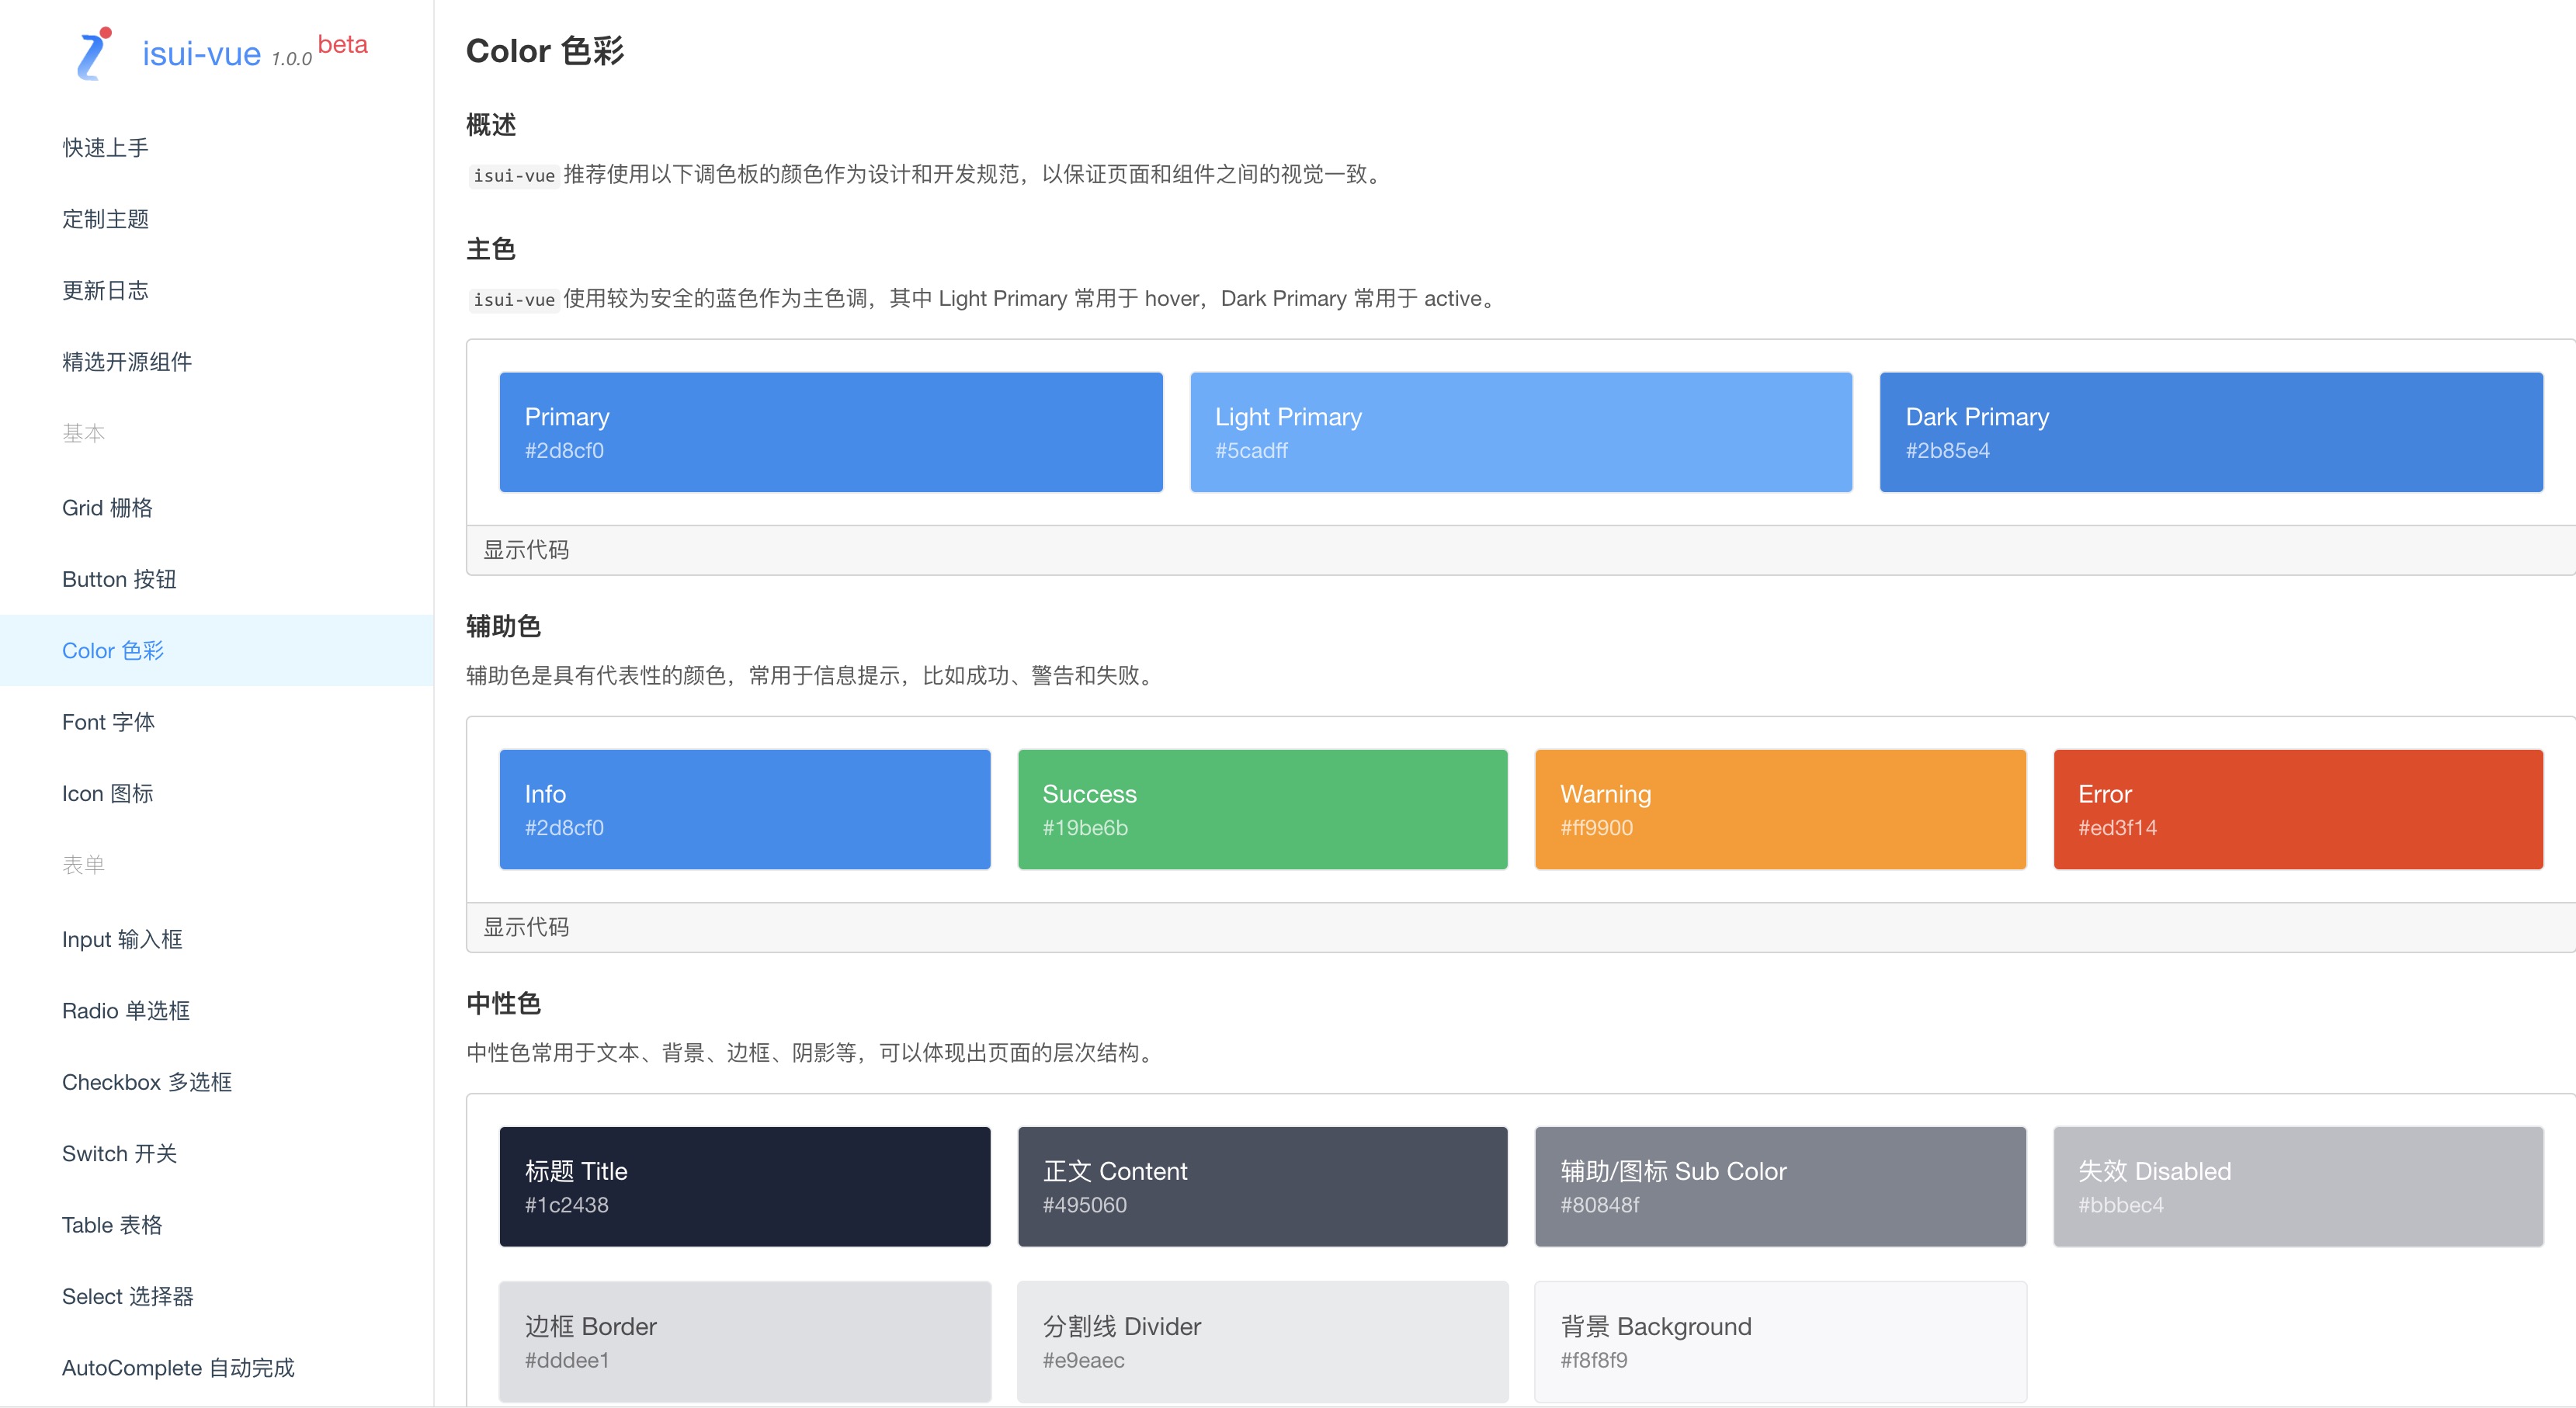 isui-vue 1.0.0 beta
快速上手
定制主题
更新日志
精选开源组件
基本
Grid 栅格
Button 按钮
Color 色彩
Font 字体
Icon 图标
表单
Input 输入框
Radio 单选框
Checkbox 多选框
Switch 开关
Table 表格
Select 选择器
AutoComplete 自动完成
Color 色彩
概述
isui-vue 推荐使用以下调色板的颜色作为设计和开发规范，以保证页面和组件之间的视觉一致。
主色
isui-vue 使用较为安全的蓝色作为主色调，其中 Light Primary 常用于 hover，Dark Primary 常用于 active。
Primary
#2d8cf0
Light Primary
#5cadff
Dark Primary
#2b85e4
显示代码
辅助色
辅助色是具有代表性的颜色，常用于信息提示，比如成功、警告和失败。
Info
#2d8cf0
Success
#19be6b
Warning
#ff9900
Error
#ed3f14
显示代码
中性色
中性色常用于文本、背景、边框、阴影等，可以体现出页面的层次结构。
标题 Title
#1c2438
正文 Content
#495060
辅助/图标 Sub Color
#80848f
失效 Disabled
#bbbec4
边框 Border
#dddee1
分割线 Divider
#e9eaec
背景 Background
#f8f8f9